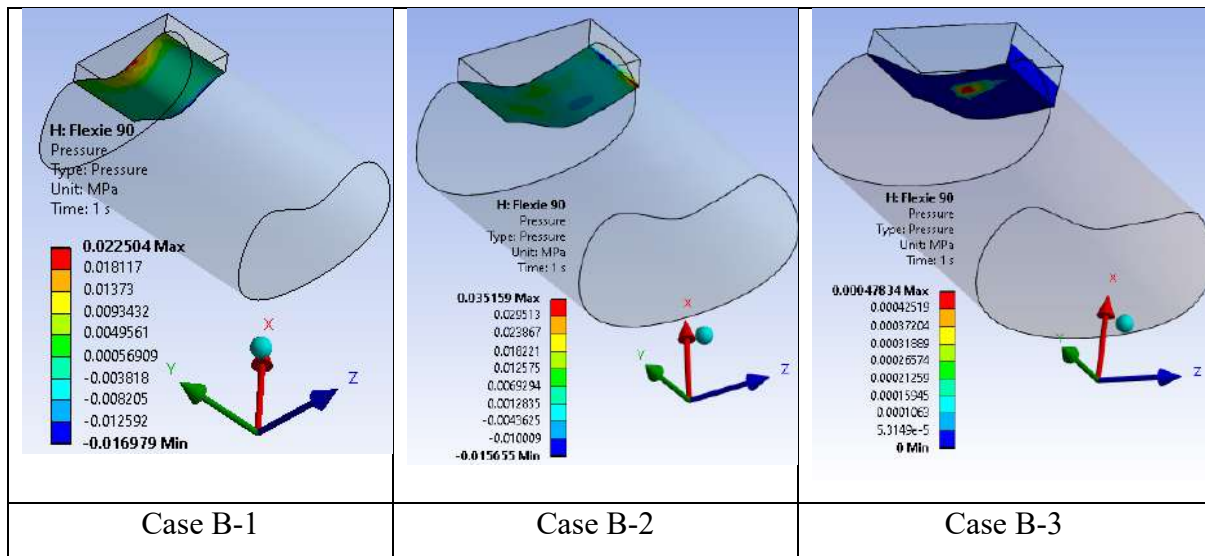 H: Flexie 90
Pressure
Type: Pressure
Unit: MPa
Time: 1 s
0.022504 Max
0.018117
0.01373
0.0093432
0.0049561
0.00056909
-0.003818
-0.008205
-0.012592
-0.016979 Min
X
Y
Z
H: Flexie 90
Pressure
Type: Pressure
Unit: MPa
Time: 1 s
0.035159 Max
0.029513
0.023867
0.018221
0.012575
0.0069294
0.0012835
-0.0043625
-0.010009
-0.015655 Min
X
Y
Z
H: Flexie 90
Pressure
Type: Pressure
Unit: MPa
Time: 1 s
0.00047834 Max
0.00042519
0.00037204
0.00031889
0.00026574
0.00021259
0.00015945
0.0001063
5.3149e-5
0 Min
X
Y
Z
Case B-1
Case B-2
Case B-3